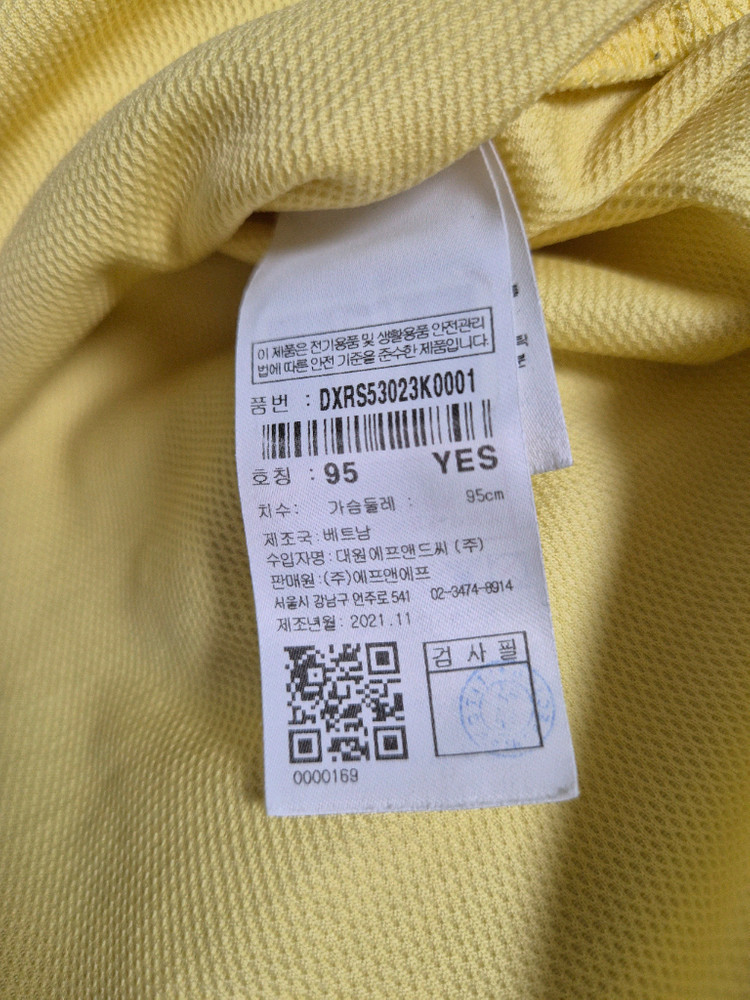 이 제품은 전기용품 및 생활용품 안전관리
법에 따른 안전 기준을 준수한 제품입니다.
품번 : DXRS53023K0001
호칭 : 95 YES
치수: 가슴둘레 : 95cm
제조국:베트남
수입자명:대원에프앤드씨 (주)
판매원:(주)에프앤에프
서울시 강남구 언주로 541 02-3474-8914
제조년월: 2021.11
검 사 필
0000169